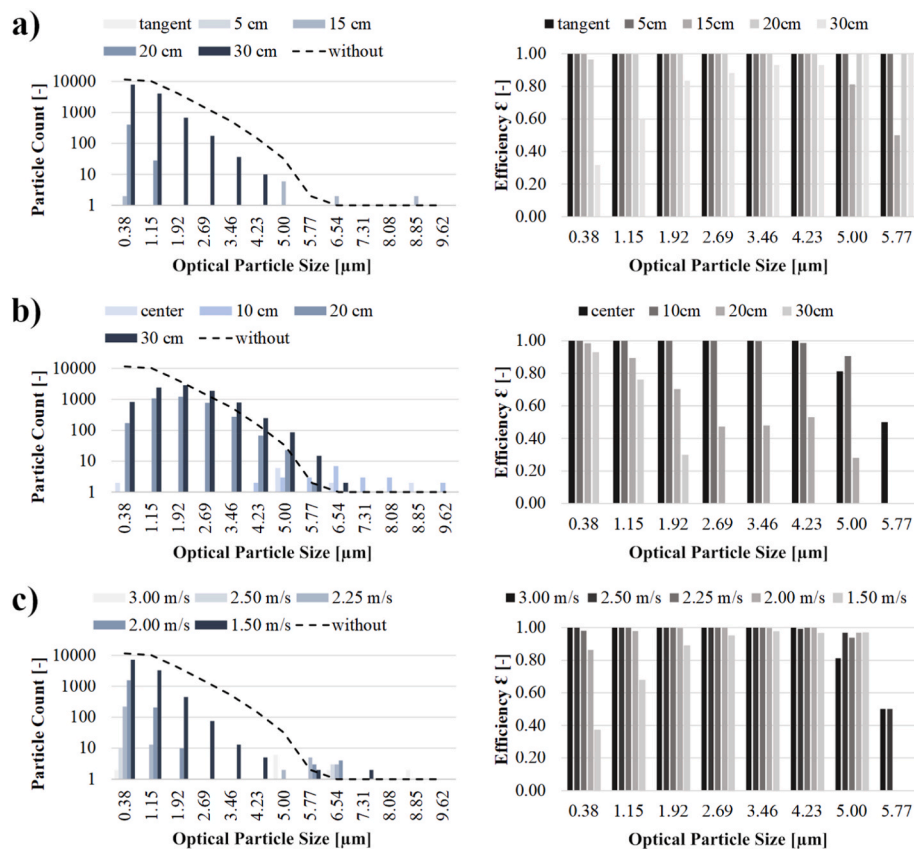 a)
tangent 5 cm 15 cm
20 cm 30 cm without
Particle Count [-]
10000
1000
100
10
1
0.38 1.15 1.92 2.69 3.46 4.23 5.00 5.77 6.54 7.31 8.08 8.85 9.62
Optical Particle Size [µm]
tangent 5cm 15cm 20cm 30cm
Efficiency Ɛ [-]
1.00
0.80
0.60
0.40
0.20
0.00
0.38 1.15 1.92 2.69 3.46 4.23 5.00 5.77
Optical Particle Size [µm]
b)
center 10 cm 20 cm
30 cm without
Particle Count [-]
10000
1000
100
10
1
0.38 1.15 1.92 2.69 3.46 4.23 5.00 5.77 6.54 7.31 8.08 8.85 9.62
Optical Particle Size [µm]
center 10cm 20cm 30cm
Efficiency Ɛ [-]
1.00
0.80
0.60
0.40
0.20
0.00
0.38 1.15 1.92 2.69 3.46 4.23 5.00 5.77
Optical Particle Size [µm]
c)
3.00 m/s 2.50 m/s 2.25 m/s
2.00 m/s 1.50 m/s without
Particle Count [-]
10000
1000
100
10
1
0.38 1.15 1.92 2.69 3.46 4.23 5.00 5.77 6.54 7.31 8.08 8.85 9.62
Optical Particle Size [µm]
3.00 m/s 2.50 m/s 2.25 m/s 2.00 m/s 1.50 m/s
Efficiency Ɛ [-]
1.00
0.80
0.60
0.40
0.20
0.00
0.38 1.15 1.92 2.69 3.46 4.23 5.00 5.77
Optical Particle Size [µm]